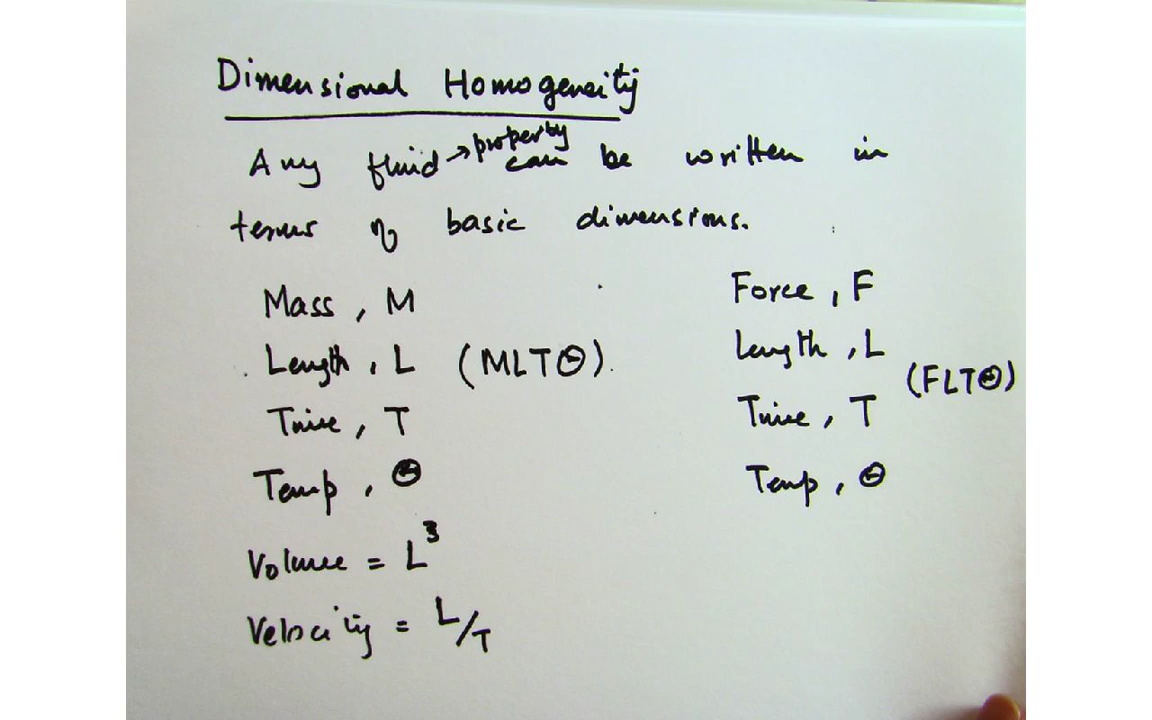 Dimensional Homogeneity
Any fluid → property can be written in
terms of basic dimensions.
Mass, M
Force, F
Length, L (MLTΘ).
Length, L
(FLTΘ)
Time, T
Time, T
Temp, Θ
Temp, Θ
Volume = L³
Velocity = L/T